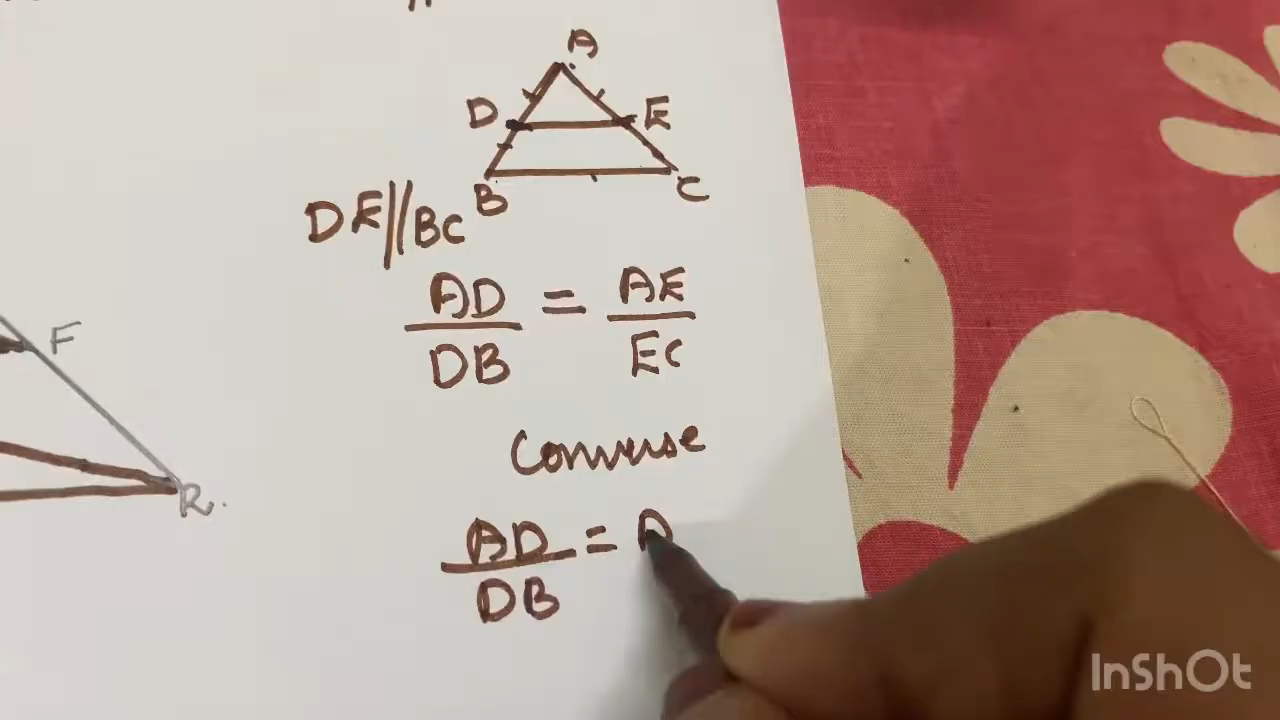 A
D E
B C
DE//BC
AD = AE
DB EC
F
Converse
R.
AD = A
DB
InShOt